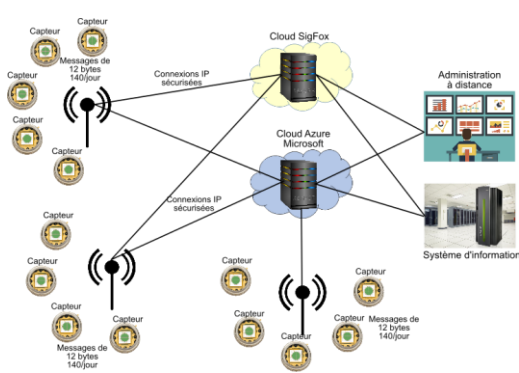 Capteur
Cloud SigFox
Capteur
Capteur
Messages de
12 bytes
140/jour
Capteur
Connexions IP
sécurisées
Administration
à distance
Capteur
Capteur
Cloud Azure
Microsoft
Connexions IP
sécurisées
Capteur
Système d'information
Capteur
Capteur
Capteur
Capteur
Capteur
Messages de
12 bytes
140/jour
Capteur
Capteur
Capteur
Capteur
Messages de
12 bytes
140/jour